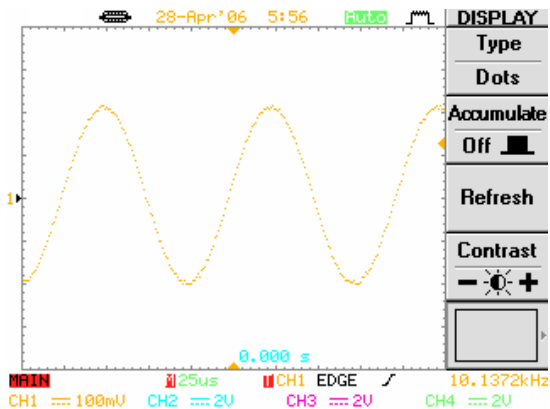 28-Apr'06 5:56 Auto DISPLAY
Type
Dots
Accumulate
Off
1
Refresh
Contrast
0.000 s
MAIN M 25us T CH1 EDGE 10.1372kHz
CH1 100mV CH2 2V CH3 2V CH4 2V